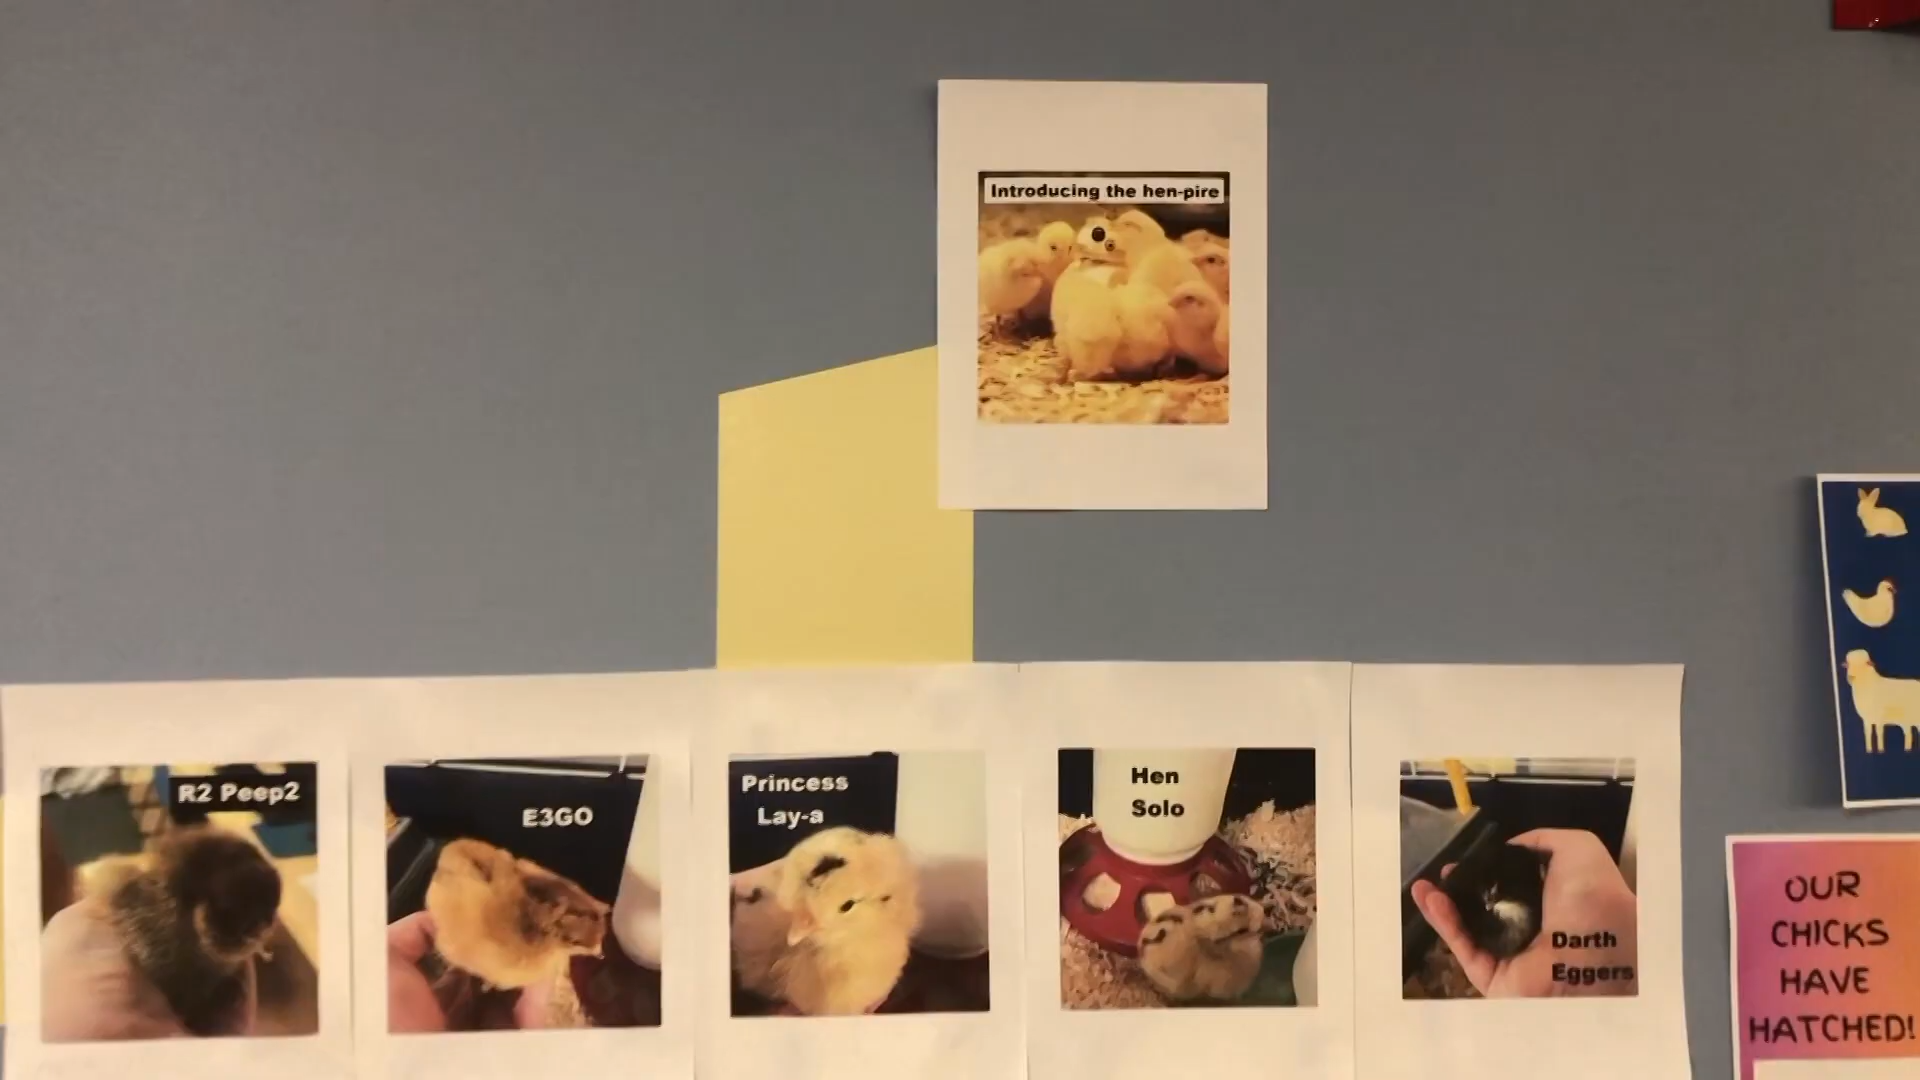 Introducing the hen-pire
R2 Peep2
E3GO
Princess
Lay-a
Hen
Solo
Darth
Eggers
OUR
CHICKS
HAVE
HATCHED!